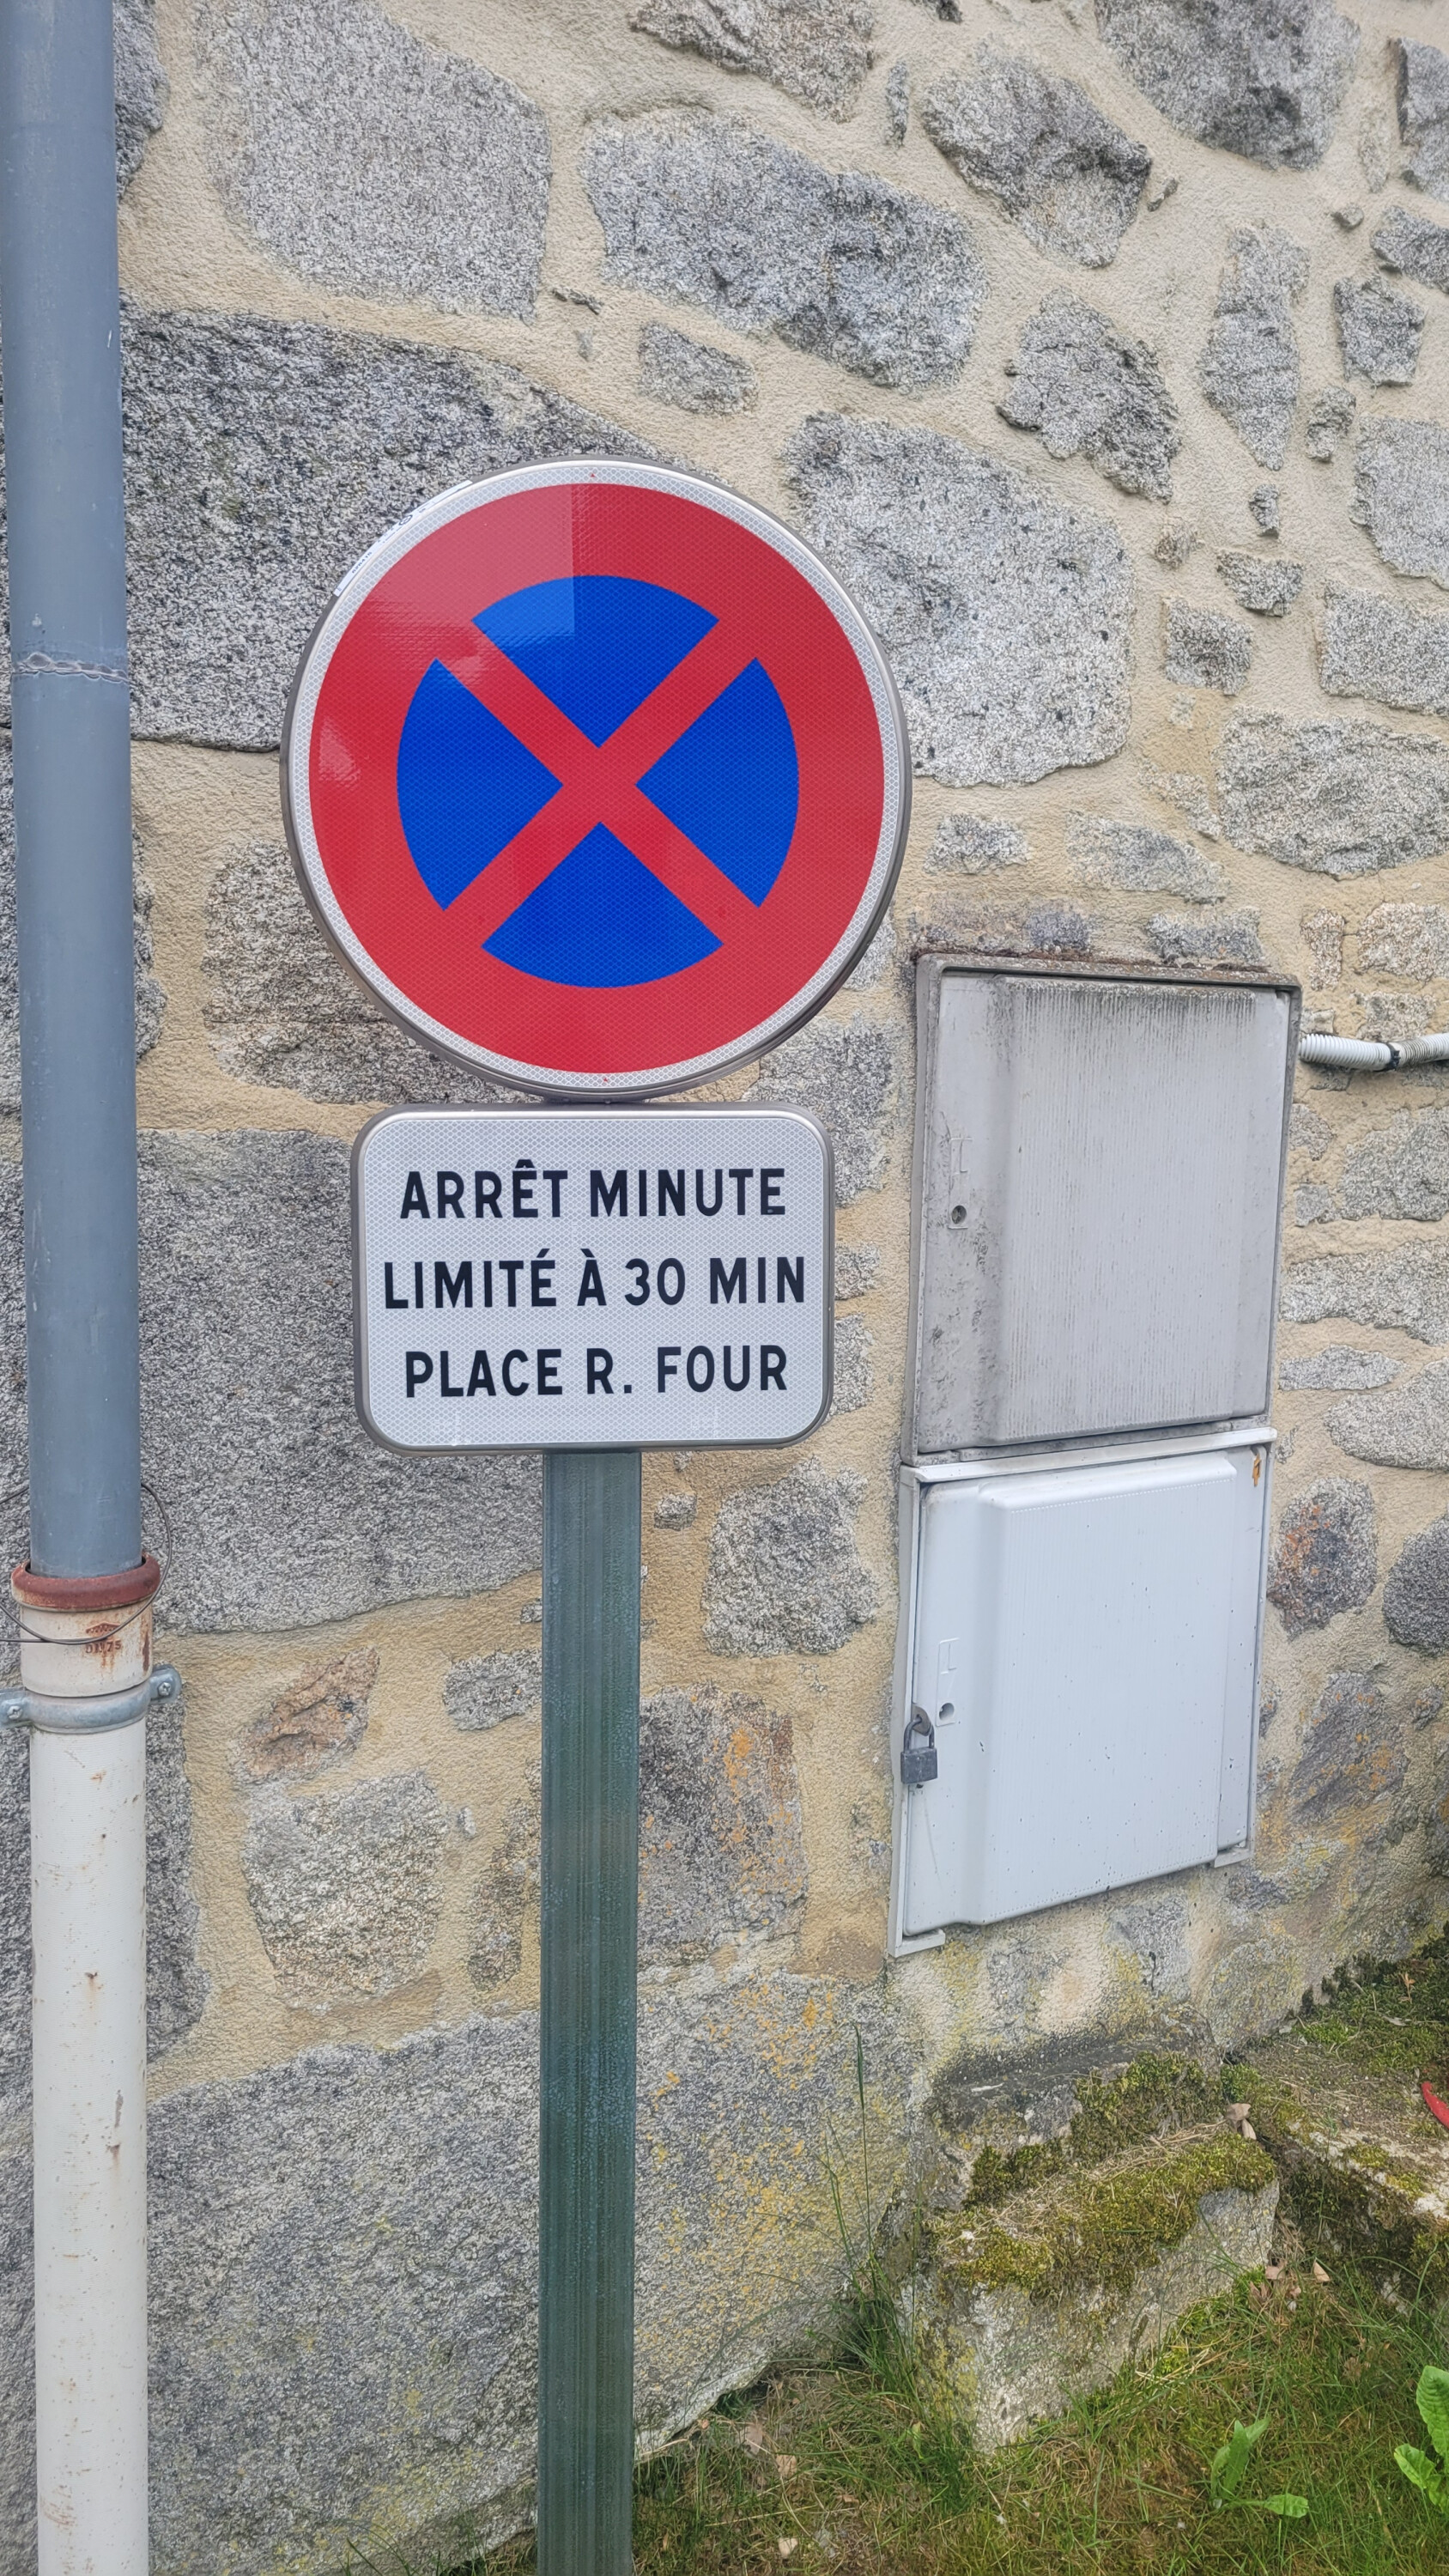 ARRÊT MINUTE
LIMITÉ À 30 MIN
PLACE R. FOUR